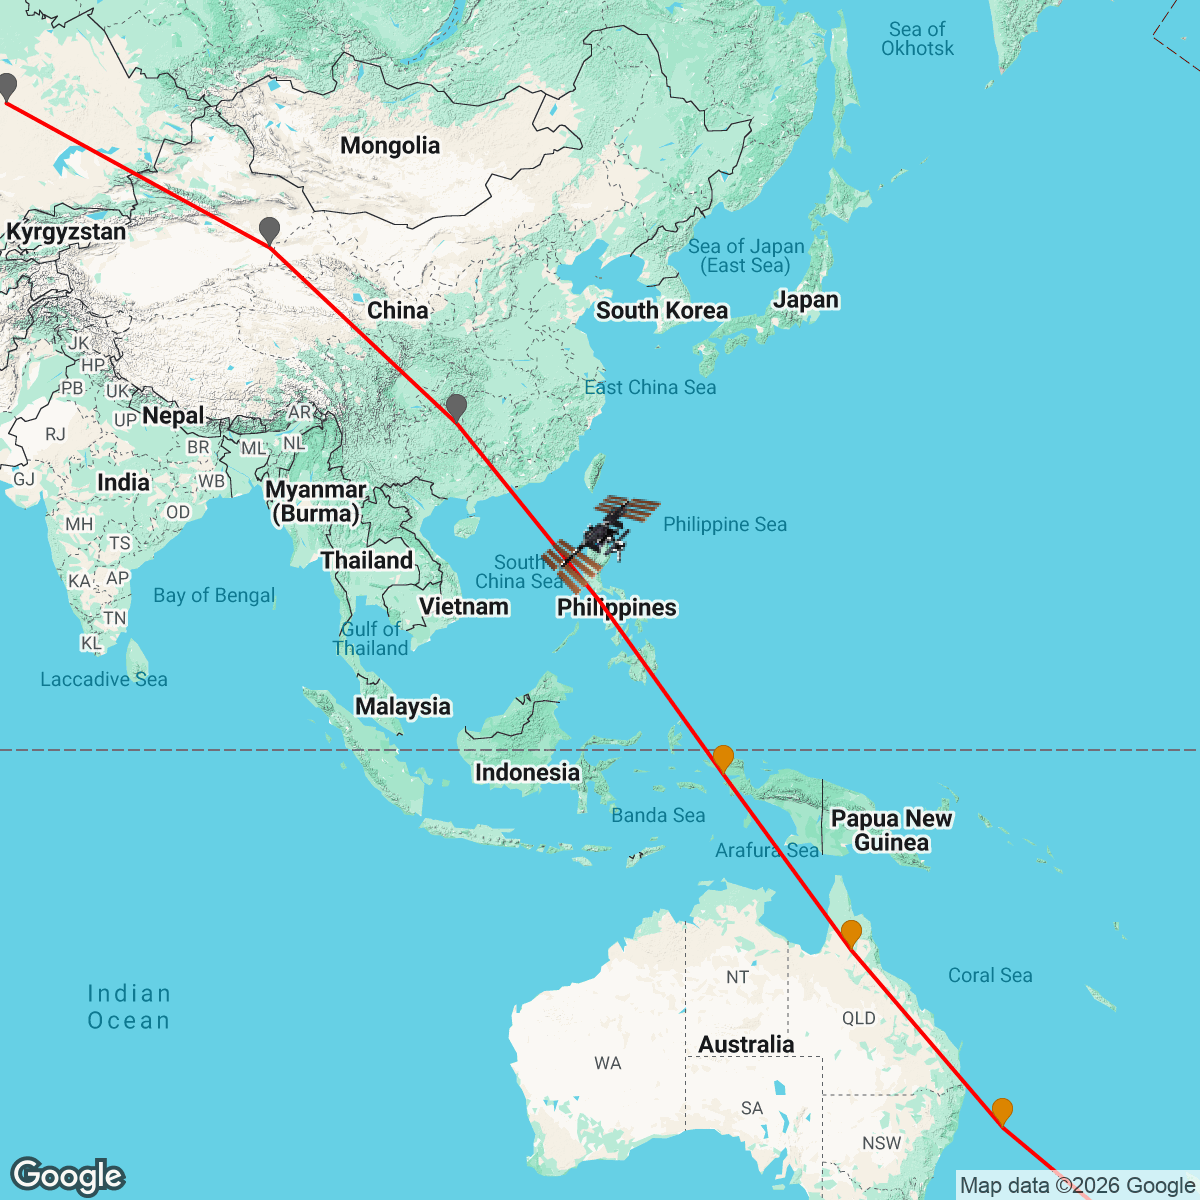 Sea of
Okhotsk
Mongolia
Kyrgyzstan
Sea of Japan
(East Sea)
China
South Korea
Japan
JK
HP
PB
UK
East China Sea
Nepal
UP
AR
RJ
BR
ML
NL
GJ
India
WB
Myanmar
(Burma)
OD
MH
Philippine Sea
TS
Thailand
South
China Sea
KA
AP
Bay of Bengal
Vietnam
Philippines
TN
Gulf of
Thailand
KL
Laccadive Sea
Malaysia
Indonesia
Banda Sea
Papua New
Guinea
Arafura Sea
Indian
Ocean
NT
Coral Sea
QLD
Australia
WA
SA
NSW
Google
Map data ©2026 Google